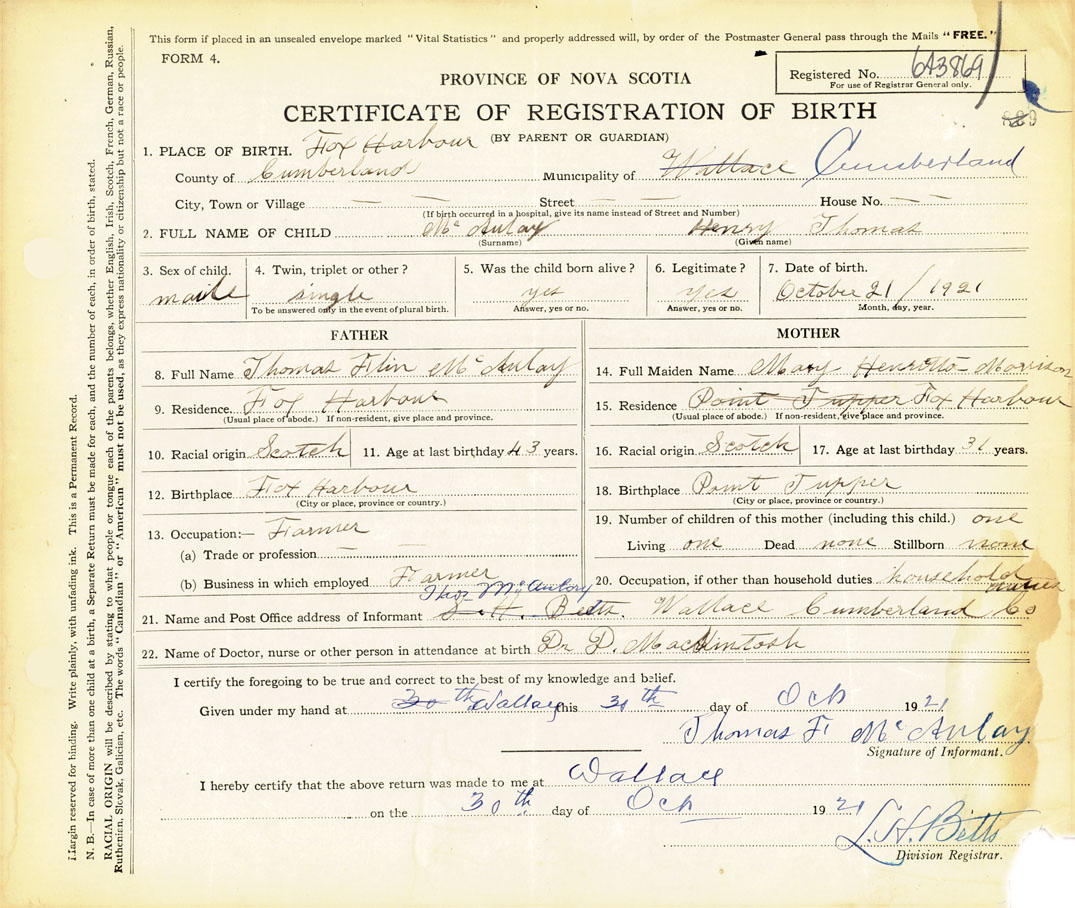 This form if placed in an unsealed envelope marked "Vital Statistics" and properly addressed will, by order of the Postmaster General pass through the Mails "FREE."
FORM 4.
PROVINCE OF NOVA SCOTIA
Registered No. 643869
For use of Registrar General only.
CERTIFICATE OF REGISTRATION OF BIRTH
(BY PARENT OR GUARDIAN)
1. PLACE OF BIRTH. Fox Harbour
County of Cumberland Municipality of Wallace Cumberland
City, Town or Village — — Street — — House No. — —
(If birth occurred in a hospital, give its name instead of Street and Number)
2. FULL NAME OF CHILD McAulay Henry Thomas
(Surname) (Given name)
3. Sex of child. 4. Twin, triplet or other? 5. Was the child born alive? 6. Legitimate? 7. Date of birth.
male single yes yes October 21/1921
To be answered only in the event of plural birth. Answer, yes or no. Answer, yes or no. Month, day, year.
FATHER
8. Full Name Thomas Flin McAulay
9. Residence Fox Harbour
(Usual place of abode.) If non-resident, give place and province.
10. Racial origin Scotch 11. Age at last birthday 43 years.
12. Birthplace Fox Harbour
(City or place, province or country.)
13. Occupation:— Farmer
(a) Trade or profession — —
(b) Business in which employed Farmer
MOTHER
14. Full Maiden Name Mary Henretto Morrison
15. Residence Point Tupper Fox Harbour
(Usual place of abode.) If non-resident, give place and province.
16. Racial origin Scotch 17. Age at last birthday 31 years.
18. Birthplace Point Tupper
(City or place, province or country.)
19. Number of children of this mother (including this child.) one
Living one Dead none Stillborn none
20. Occupation, if other than household duties household duties
Thos McAulay
21. Name and Post Office address of Informant Betts. Wallace Cumberland Co
22. Name of Doctor, nurse or other person in attendance at birth Dr D. Mackintosh
I certify the foregoing to be true and correct to the best of my knowledge and belief.
Given under my hand at 30th Wallace this 30th day of Oct 1921
Thomas F McAulay
Signature of Informant.
I hereby certify that the above return was made to me at Wallace
on the 30th day of Oct 1921
L. H. Betts
Division Registrar.
Margin reserved for binding. Write plainly, with unfading ink. This is a Permanent Record.
N. B.—In case of more than one child at a birth, a Separate Return must be made for each, and the number of each, in order of birth, stated.
RACIAL ORIGIN will be described by stating to what people or tongue each of the parents belongs, whether English, Irish, Scotch, French, German, Russian,
Ruthenian, Slovak, Galician, etc. The words "Canadian" or "American" must not be used, as they express nationality or citizenship but not a race or people.